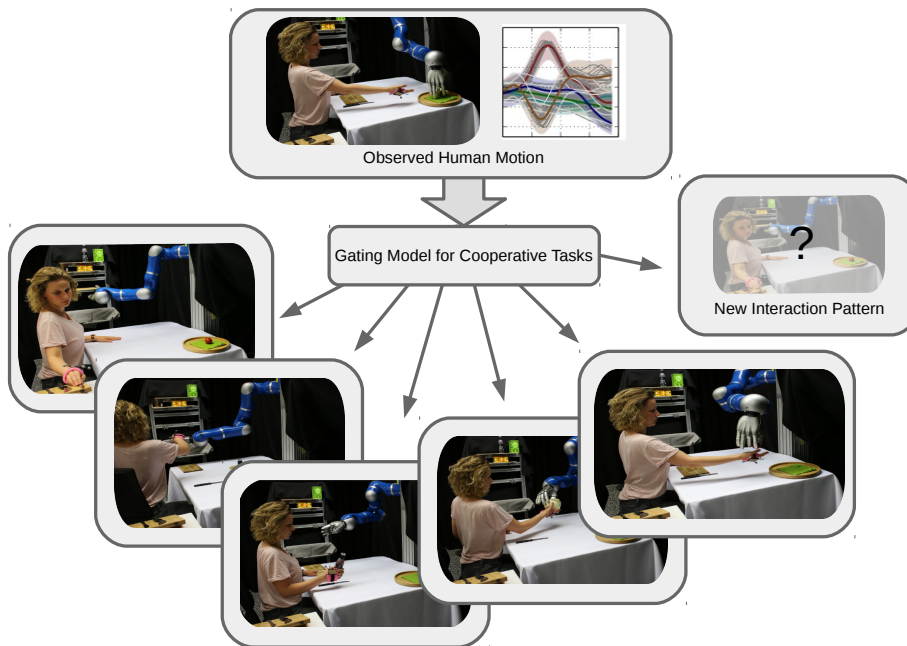 Observed Human Motion
Gating Model for Cooperative Tasks
?
New Interaction Pattern